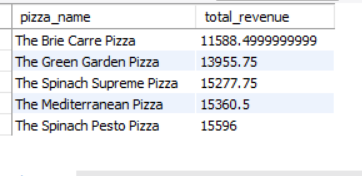 pizza_name total_revenue
The Brie Carre Pizza 11588.4999999999
The Green Garden Pizza 13955.75
The Spinach Supreme Pizza 15277.75
The Mediterranean Pizza 15360.5
The Spinach Pesto Pizza 15596